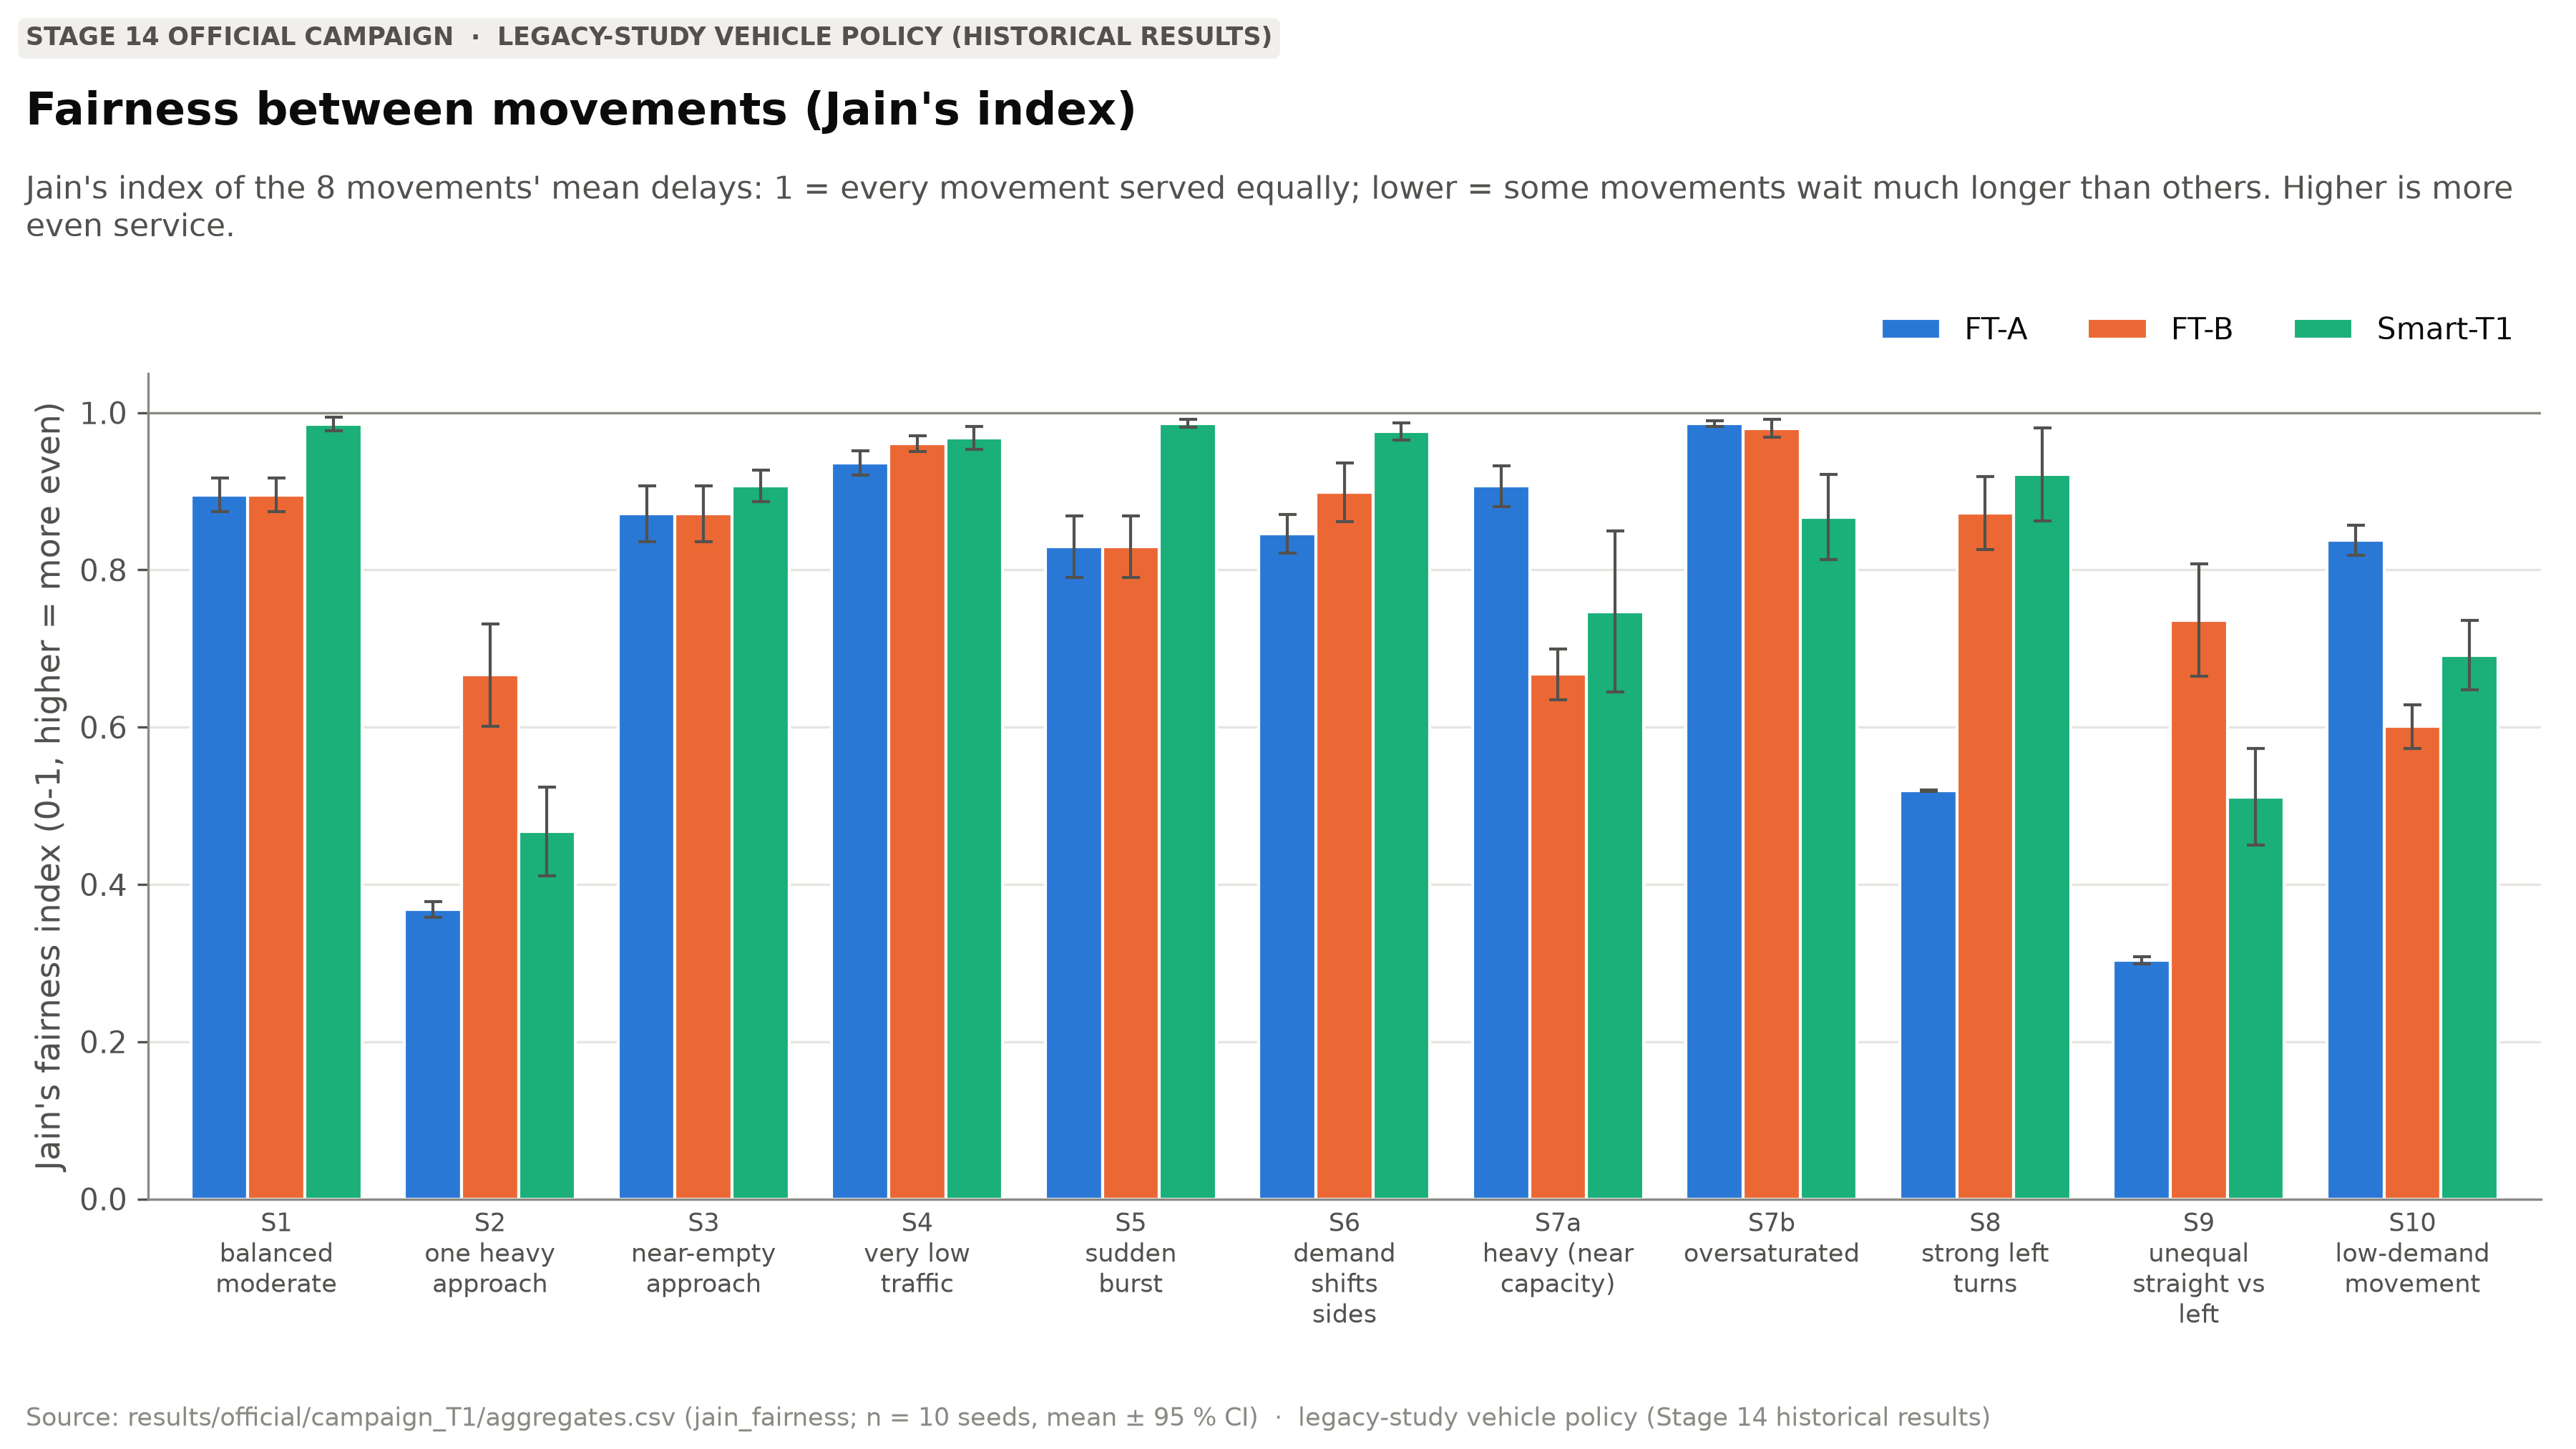 STAGE 14 OFFICIAL CAMPAIGN · LEGACY-STUDY VEHICLE POLICY (HISTORICAL RESULTS)
Fairness between movements (Jain's index)
Jain's index of the 8 movements' mean delays: 1 = every movement served equally; lower = some movements wait much longer than others. Higher is more
even service.
FT-A FT-B Smart-T1
Jain's fairness index (0-1, higher = more even)
1.0
0.8
0.6
0.4
0.2
0.0
S1
balanced
moderate
S2
one heavy
approach
S3
near-empty
approach
S4
very low
traffic
S5
sudden
burst
S6
demand
shifts
sides
S7a
heavy (near
capacity)
S7b
oversaturated
S8
strong left
turns
S9
unequal
straight vs
left
S10
low-demand
movement
Source: results/official/campaign_T1/aggregates.csv (jain_fairness; n = 10 seeds, mean ± 95 % CI) · legacy-study vehicle policy (Stage 14 historical results)